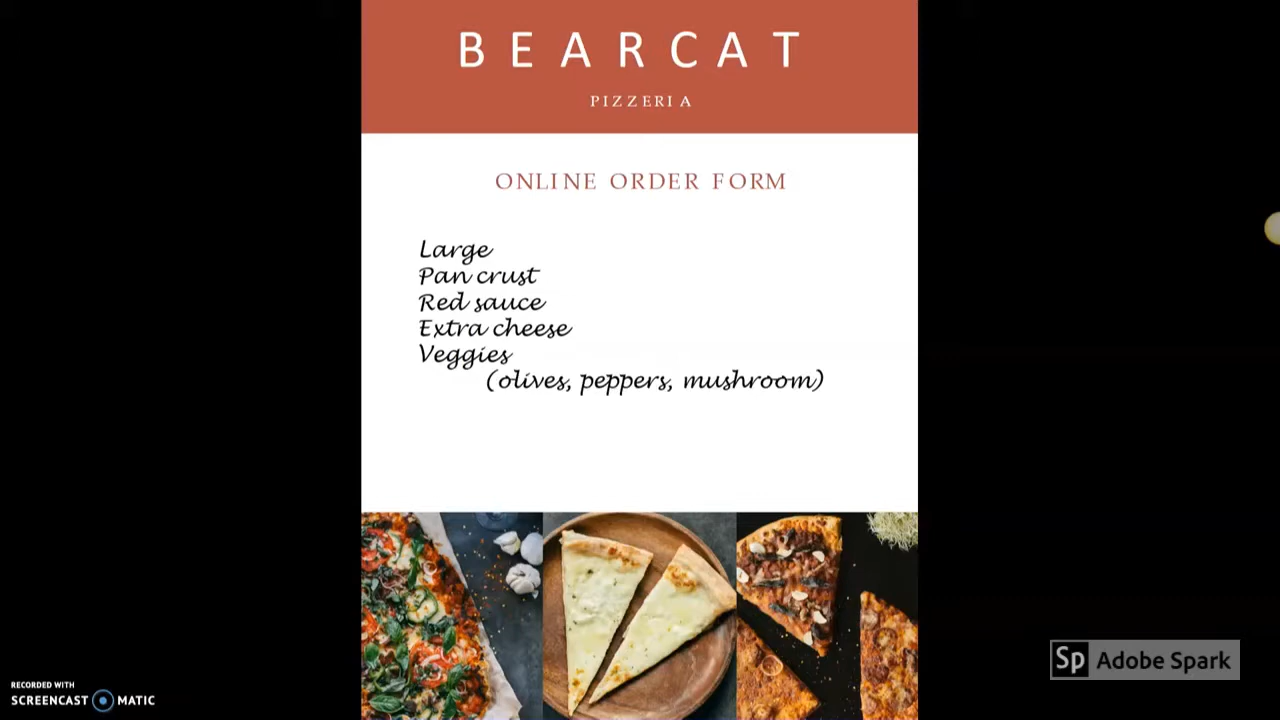 BEARCAT
PIZZERIA
ONLINE ORDER FORM
Large
Pan crust
Red sauce
Extra cheese
Veggies
(olives, peppers, mushroom)
Sp Adobe Spark
RECORDED WITH
SCREENCAST MATIC